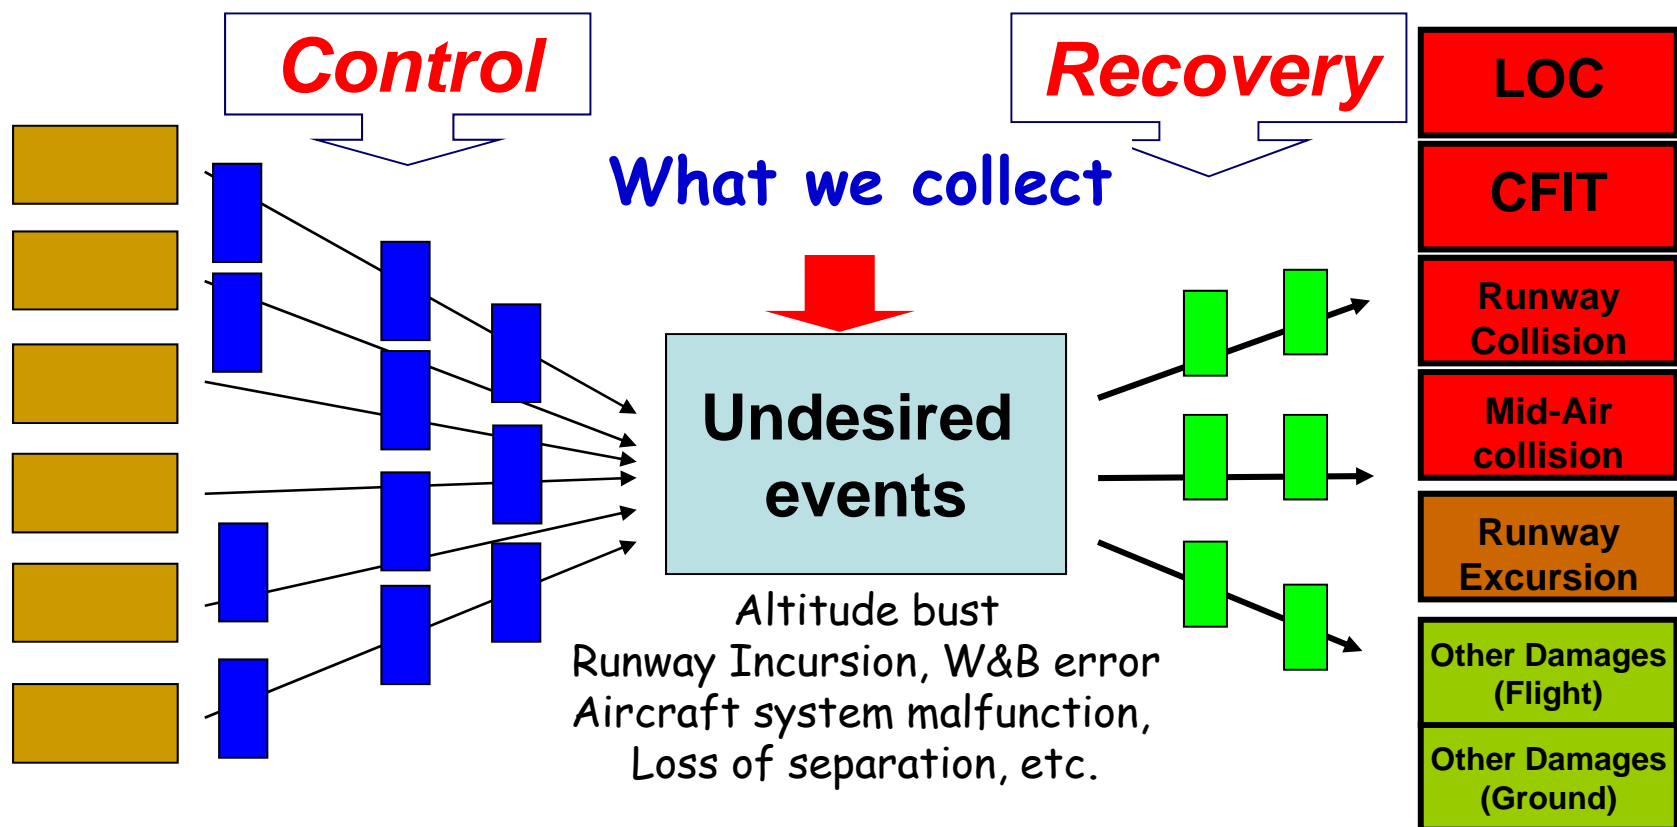 Control
Recovery
What we collect
Undesired
events
Altitude bust
Runway Incursion, W&B error
Aircraft system malfunction,
Loss of separation, etc.
LOC
CFIT
Runway
Collision
Mid-Air
collision
Runway
Excursion
Other Damages
(Flight)
Other Damages
(Ground)